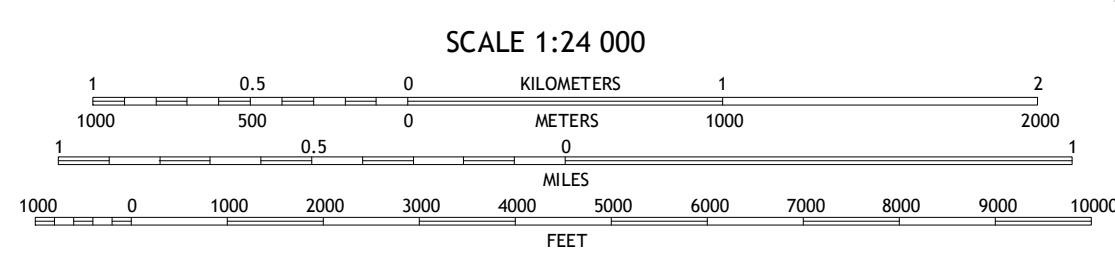 SCALE 1:24 000
1 0.5 0 KILOMETERS 1 2
1000 500 0 METERS 1000 2000
1 0.5 0 1
MILES
1000 0 1000 2000 3000 4000 5000 6000 7000 8000 9000 10000
FEET